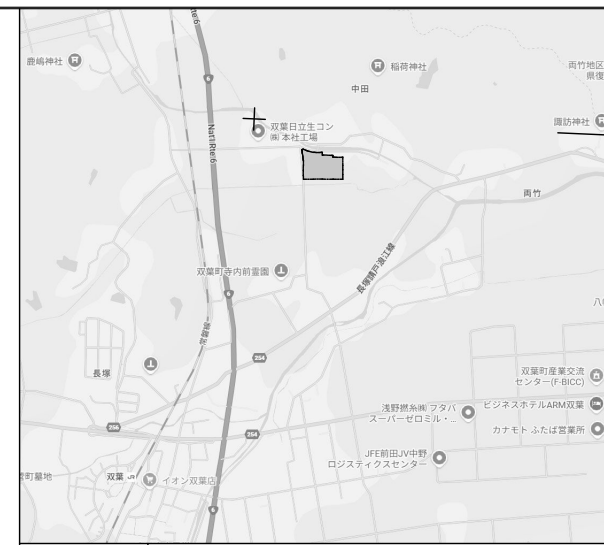 鹿嶋神社
稲荷神社
中田
両竹地区
県復
諏訪神社
双葉日立生コン
㈱ 本社工場
Nat'l Rte 6
6
両竹
長塚請戸浪江線
双葉町寺内前霊園
6
常磐線
254
長塚
双葉町産業交流
センター(F-BICC)
浅野撚糸㈱ フタバ
スーパーゼロミル・...
ビジネスホテルARM双葉
カナモト ふたば営業所
256
254
JFE前田JV中野
ロジスティクスセンター
町墓地
双葉
イオン双葉店
6